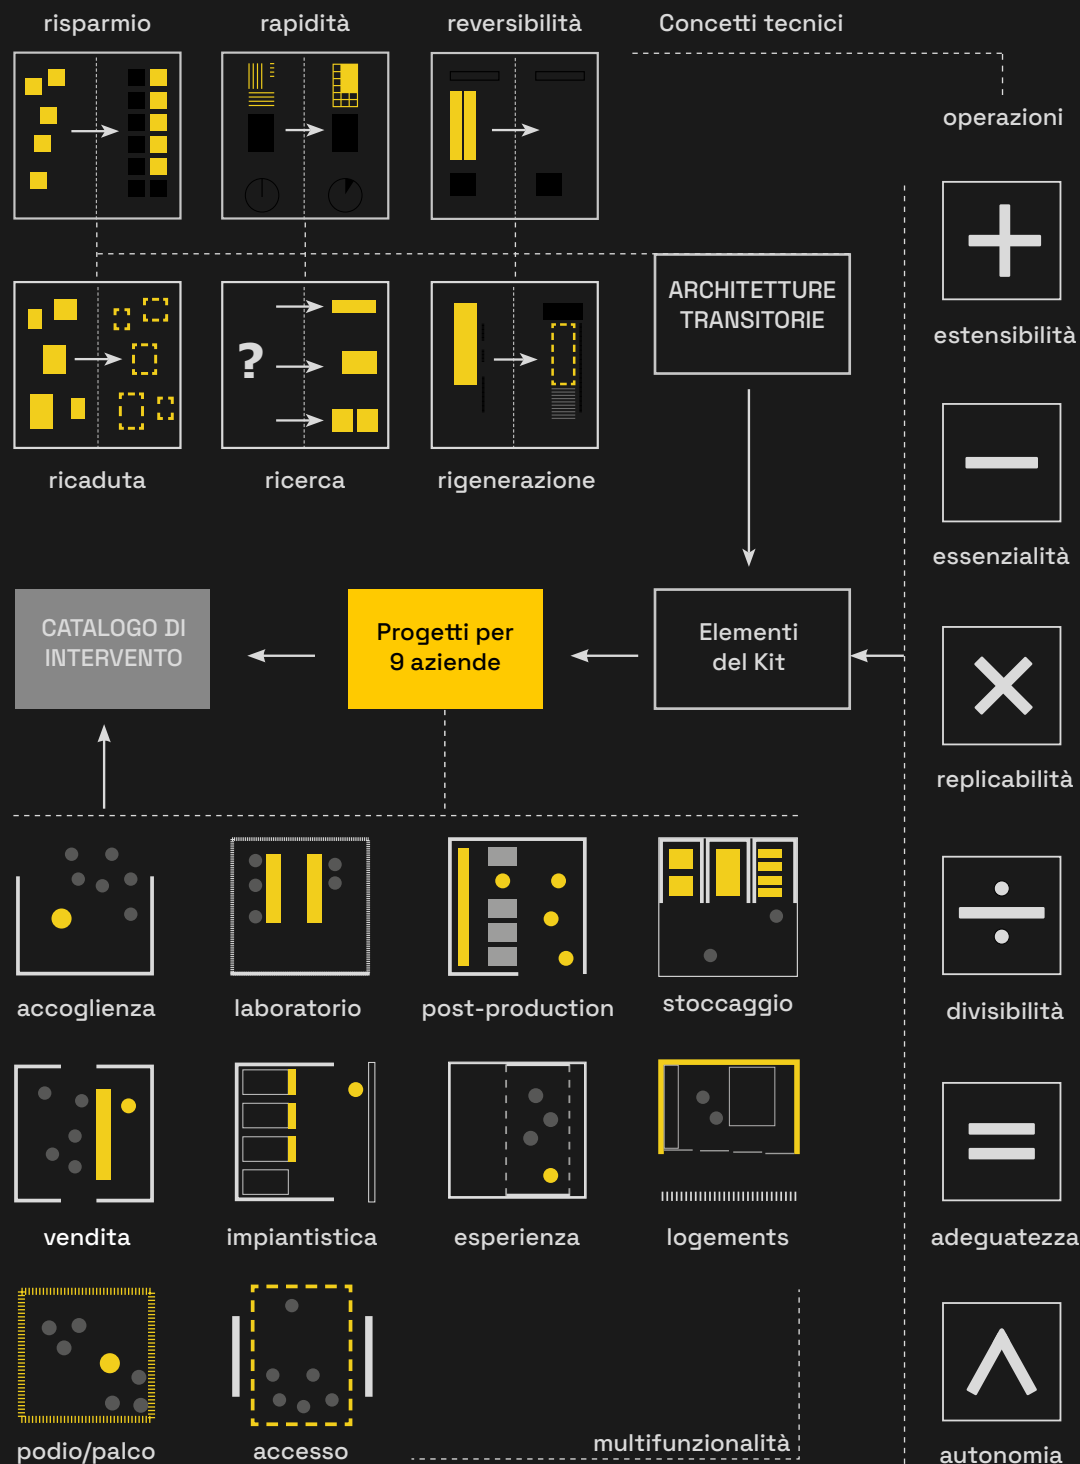 risparmio
rapidità
reversibilità
Concetti tecnici
operazioni
ricaduta
?
ricerca
rigenerazione
ARCHITETTURE
TRANSITORIE
+
estensibilità
−
essenzialità
×
replicabilità
÷
divisibilità
=
adeguatezza
autonomia
CATALOGO DI
INTERVENTO
Progetti per
9 aziende
Elementi
del Kit
accoglienza
laboratorio
post-production
stoccaggio
vendita
impiantistica
esperienza
logements
podio/palco
accesso
multifunzionalità